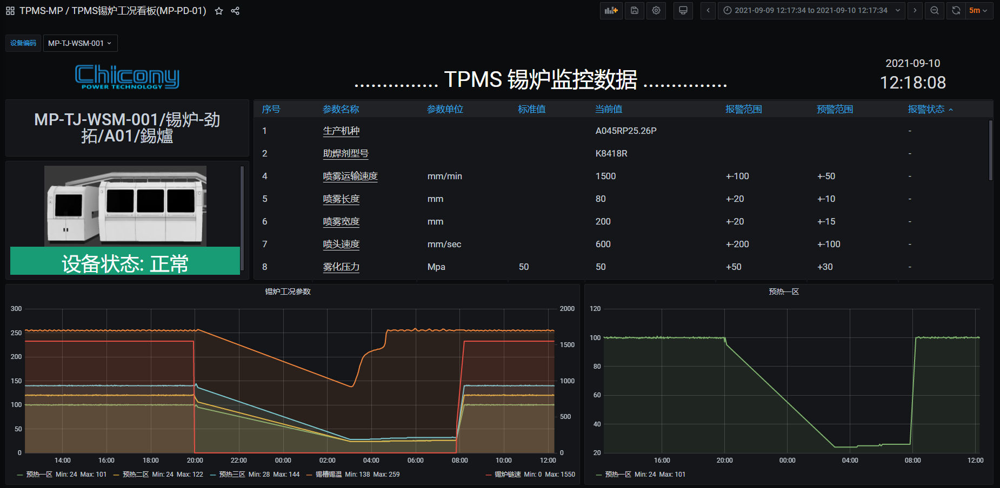 TPMS-MP / TPMS锡炉工况看板(MP-PD-01)
2021-09-09 12:17:34 to 2021-09-10 12:17:34
5m
设备编码 MP-TJ-WSM-001
Chicony
POWER TECHNOLOGY
............... TPMS 锡炉监控数据 ...............
2021-09-10
12:18:08
MP-TJ-WSM-001/锡炉-劲
拓/A01/錫爐
设备状态: 正常
序号 参数名称 参数单位 标准值 当前值 报警范围 预警范围 报警状态
1 生产机种 A045RP25.26P -
2 助焊剂型号 K8418R -
4 喷雾运输速度 mm/min 1500 +-100 +-50 -
5 喷雾长度 mm 80 +-20 +-10 -
6 喷雾宽度 mm 200 +-20 +-15 -
7 喷头速度 mm/sec 600 +-200 +-100 -
8 雾化压力 Mpa 50 50 +50 +30 -
锡炉工况参数
300 2000
250
1500
200
150 1000
100
500
50
0 0
14:00 16:00 18:00 20:00 22:00 00:00 02:00 04:00 06:00 08:00 10:00 12:00
预热一区 Min: 24 Max: 101 预热二区 Min: 24 Max: 122 预热三区 Min: 28 Max: 144 锡槽锡温 Min: 138 Max: 259 锡炉链速 Min: 0 Max: 1550
预热一区
120
100
80
60
40
20
16:00 20:00 00:00 04:00 08:00 12:00
预热一区 Min: 24 Max: 101